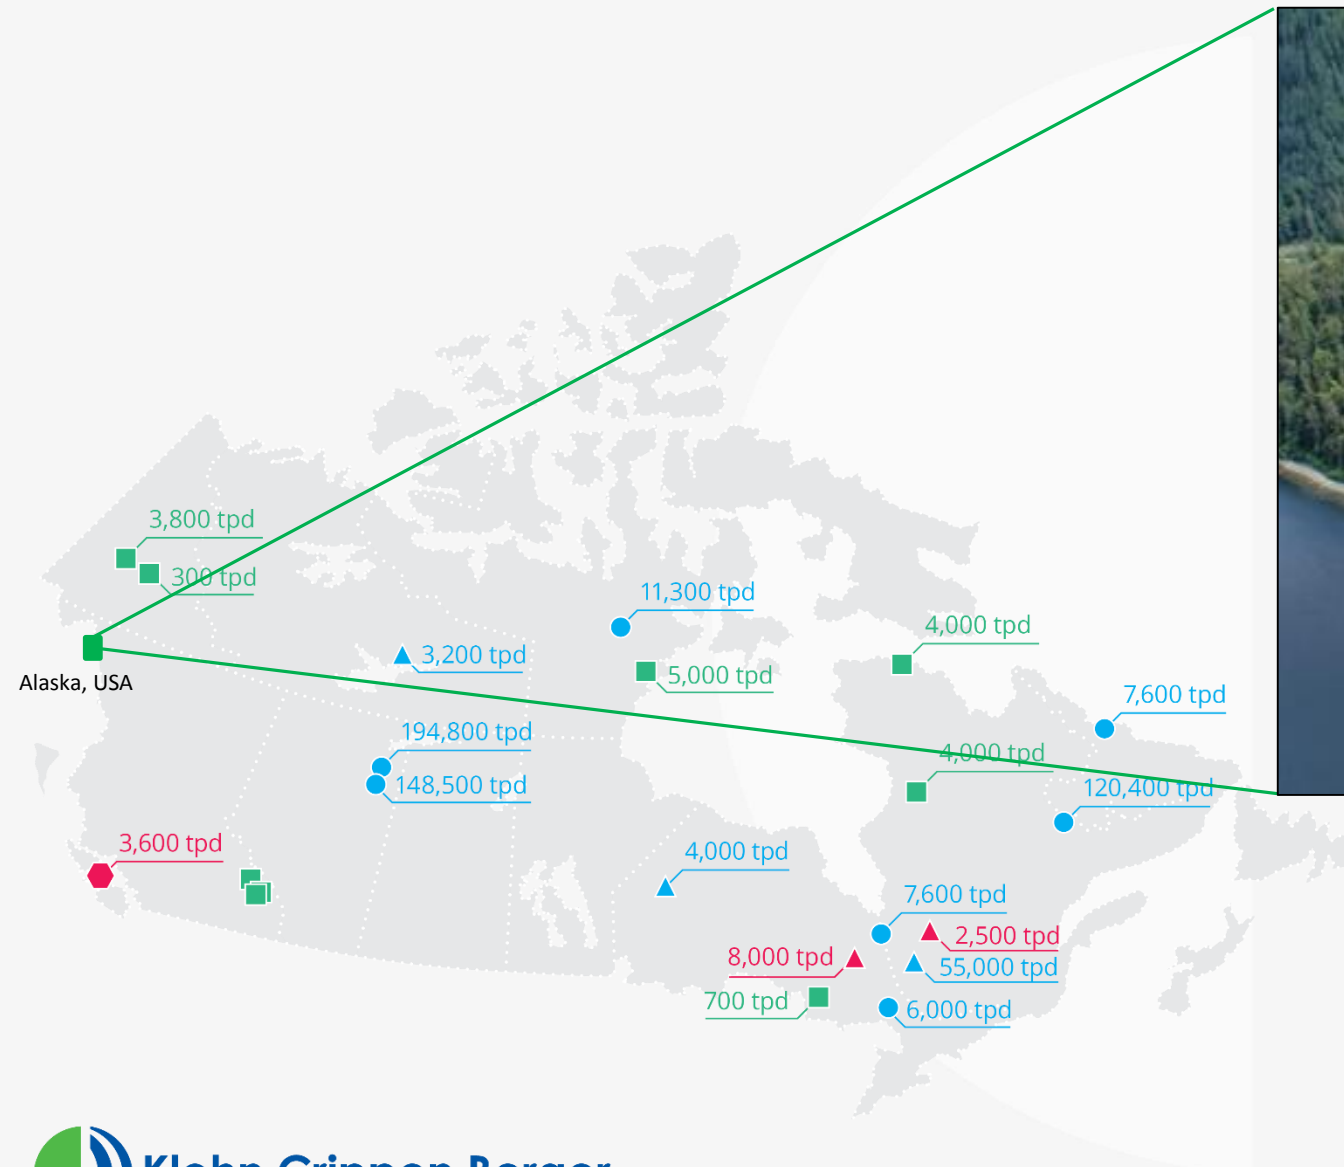 3,800 tpd
300 tpd
11,300 tpd
4,000 tpd
3,200 tpd
5,000 tpd
Alaska, USA
7,600 tpd
194,800 tpd
4,000 tpd
148,500 tpd
120,400 tpd
3,600 tpd
4,000 tpd
7,600 tpd
2,500 tpd
8,000 tpd
55,000 tpd
700 tpd
6,000 tpd
Klohn Crippen Berger